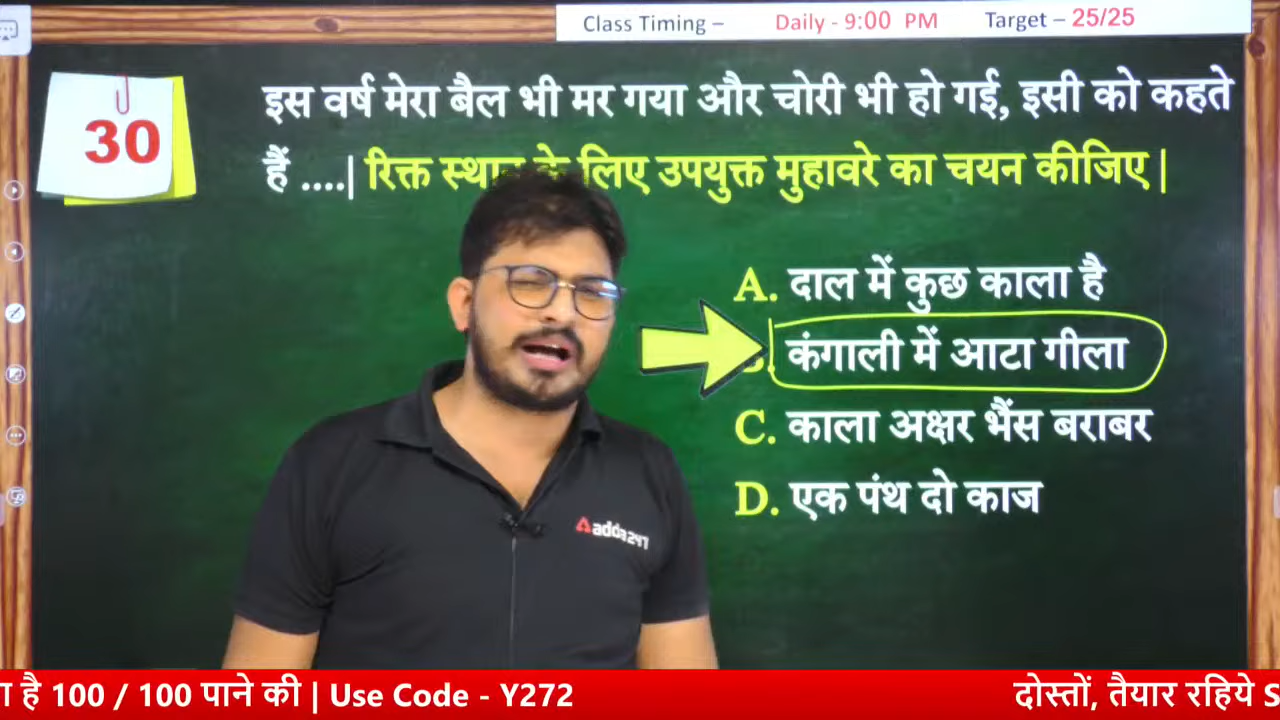 Class Timing – Daily - 9:00 PM Target – 25/25
30
इस वर्ष मेरा बैल भी मर गया और चोरी भी हो गई, इसी को कहते
हैं ....| रिक्त के लिए उपयुक्त मुहावरे का चयन कीजिए |
A. दाल में कुछ काला है
कंगाली में आटा गीला
C. काला अक्षर भैंस बराबर
D. एक पंथ दो काज
adda247
है 100 / 100 पाने की | Use Code - Y272
दोस्तों, तैयार रहिये